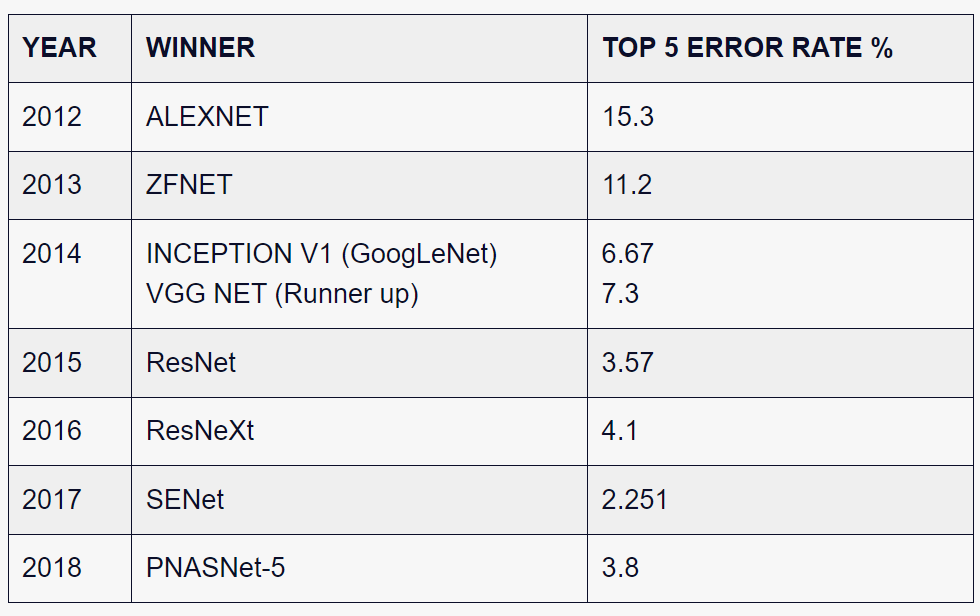 YEAR WINNER TOP 5 ERROR RATE %
2012 ALEXNET 15.3
2013 ZFNET 11.2
2014 INCEPTION V1 (GoogLeNet) 6.67
VGG NET (Runner up) 7.3
2015 ResNet 3.57
2016 ResNeXt 4.1
2017 SENet 2.251
2018 PNASNet-5 3.8